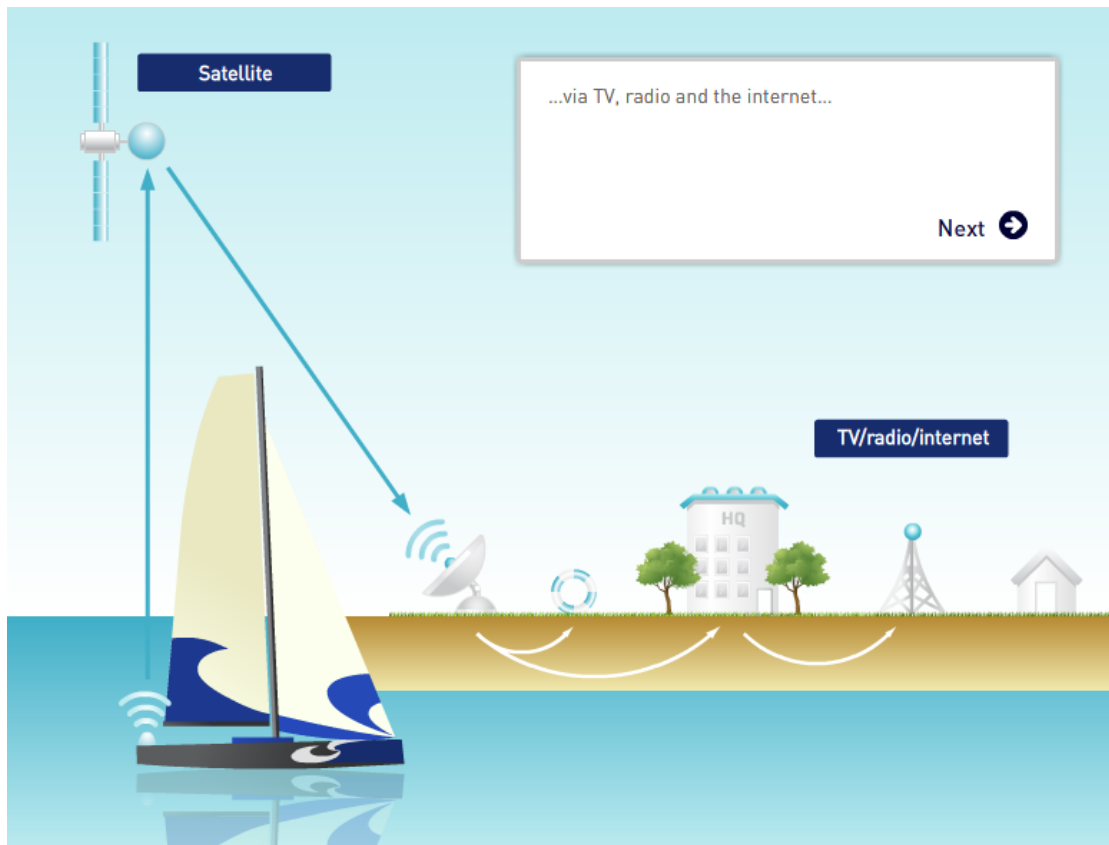 Satellite
...via TV, radio and the internet...
Next
TV/radio/internet
HQ